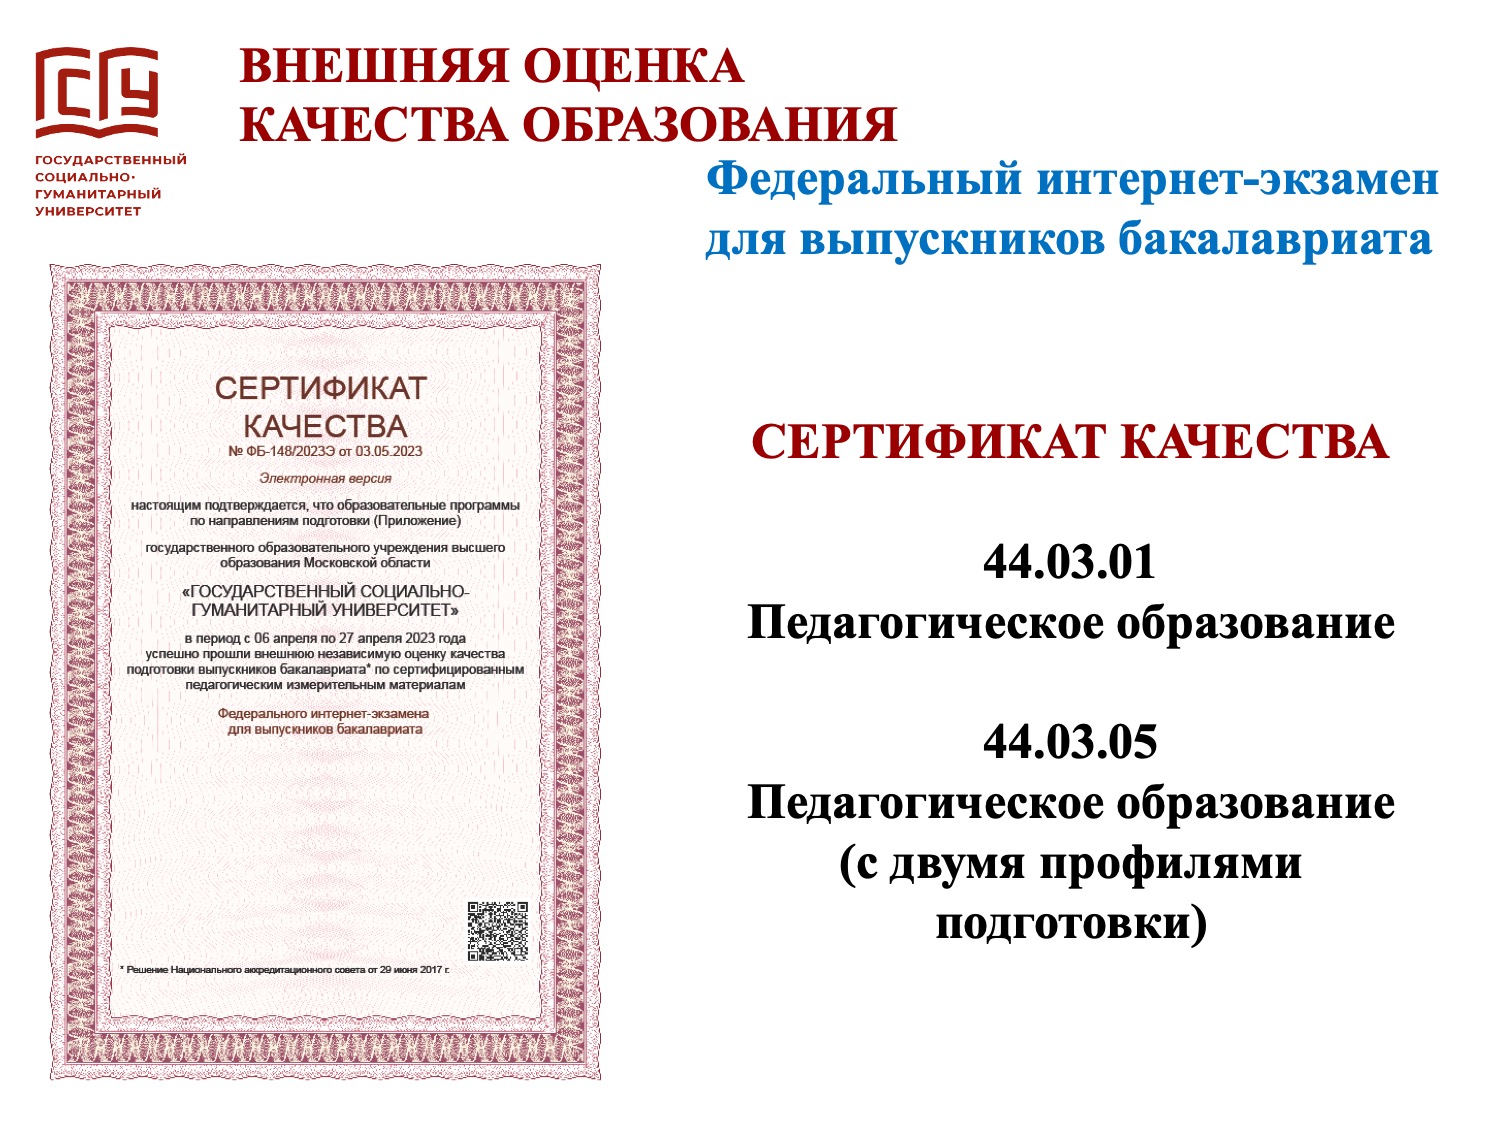 ГСГУ
ГОСУДАРСТВЕННЫЙ
СОЦИАЛЬНО-
ГУМАНИТАРНЫЙ
УНИВЕРСИТЕТ
ВНЕШНЯЯ ОЦЕНКА
КАЧЕСТВА ОБРАЗОВАНИЯ
Федеральный интернет-экзамен
для выпускников бакалавриата
СЕРТИФИКАТ
КАЧЕСТВА
№ ФБ-148/2023Э от 03.05.2023
Электронная версия
настоящим подтверждается, что образовательные программы
по направлениям подготовки (Приложение)
государственного образовательного учреждения высшего
образования Московской области
«ГОСУДАРСТВЕННЫЙ СОЦИАЛЬНО-
ГУМАНИТАРНЫЙ УНИВЕРСИТЕТ»
в период с 06 апреля по 27 апреля 2023 года
успешно прошли внешнюю независимую оценку качества
подготовки выпускников бакалавриата* по сертифицированным
педагогическим измерительным материалам
Федерального интернет-экзамена
для выпускников бакалавриата
* Решение Национального аккредитационного совета от 29 июня 2017 г.
СЕРТИФИКАТ КАЧЕСТВА
44.03.01
Педагогическое образование
44.03.05
Педагогическое образование
(с двумя профилями
подготовки)